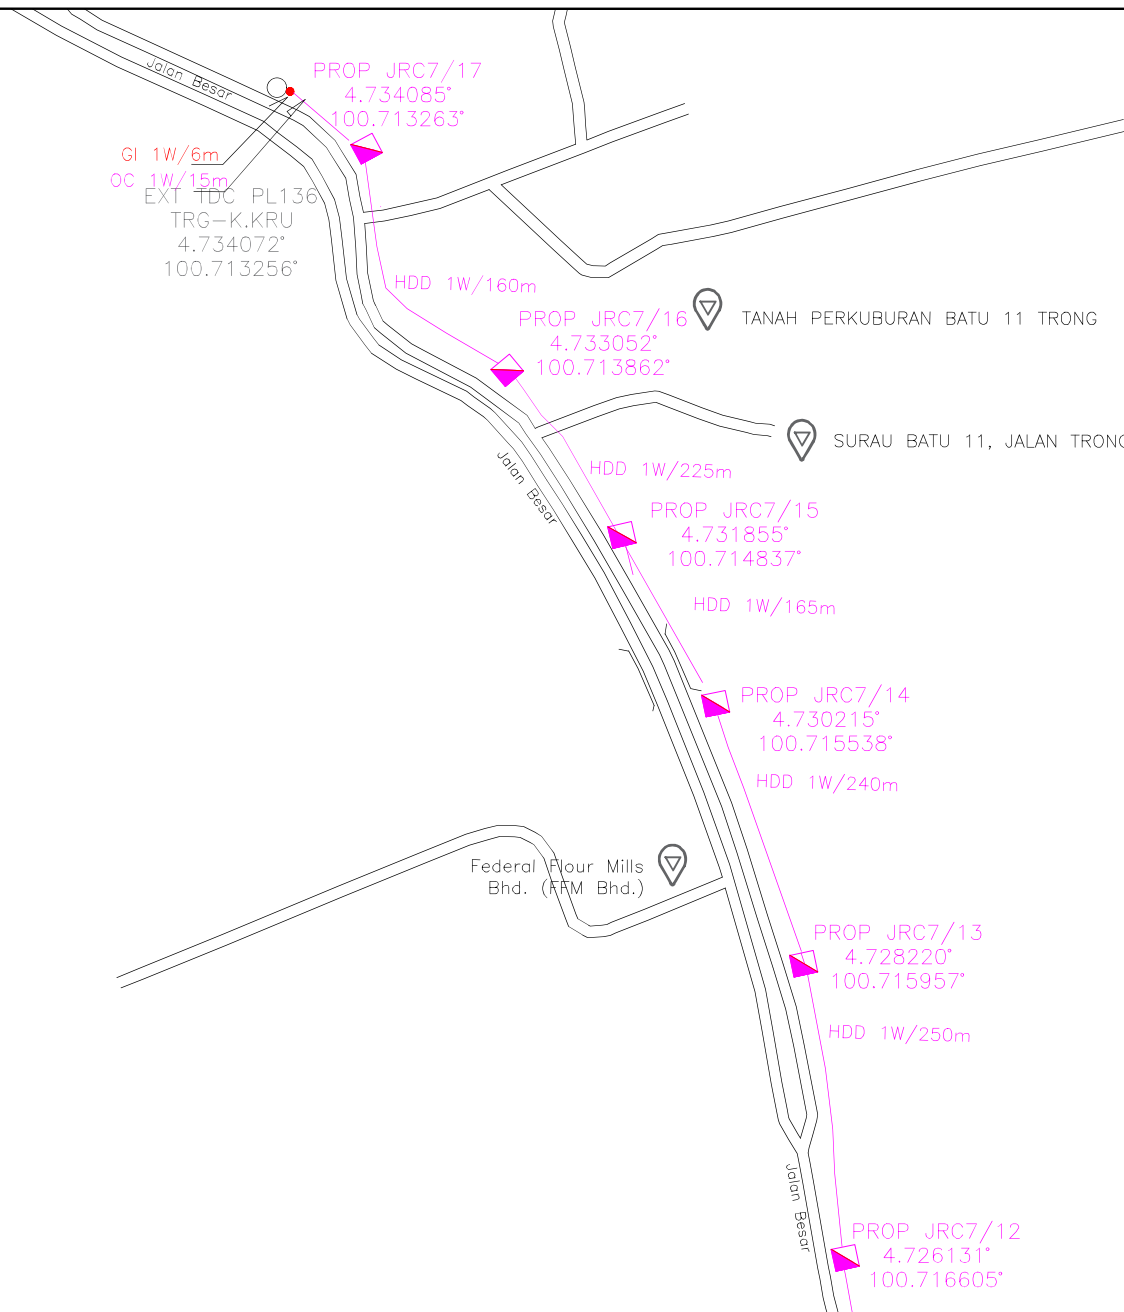 Jalan Besar
PROP JRC7/17
4.734085°
100.713263°
GI 1W/6m
OC 1W/15m
EXT TDC PL136
TRG-K.KRU
4.734072°
100.713256°
HDD 1W/160m
PROP JRC7/16
4.733052°
100.713862°
TANAH PERKUBURAN BATU 11 TRONG
SURAU BATU 11, JALAN TRONG
Jalan Besar
HDD 1W/225m
PROP JRC7/15
4.731855°
100.714837°
HDD 1W/165m
PROP JRC7/14
4.730215°
100.715538°
HDD 1W/240m
Federal Flour Mills
Bhd. (FFM Bhd.)
PROP JRC7/13
4.728220°
100.715957°
HDD 1W/250m
Jalan Besar
PROP JRC7/12
4.726131°
100.716605°